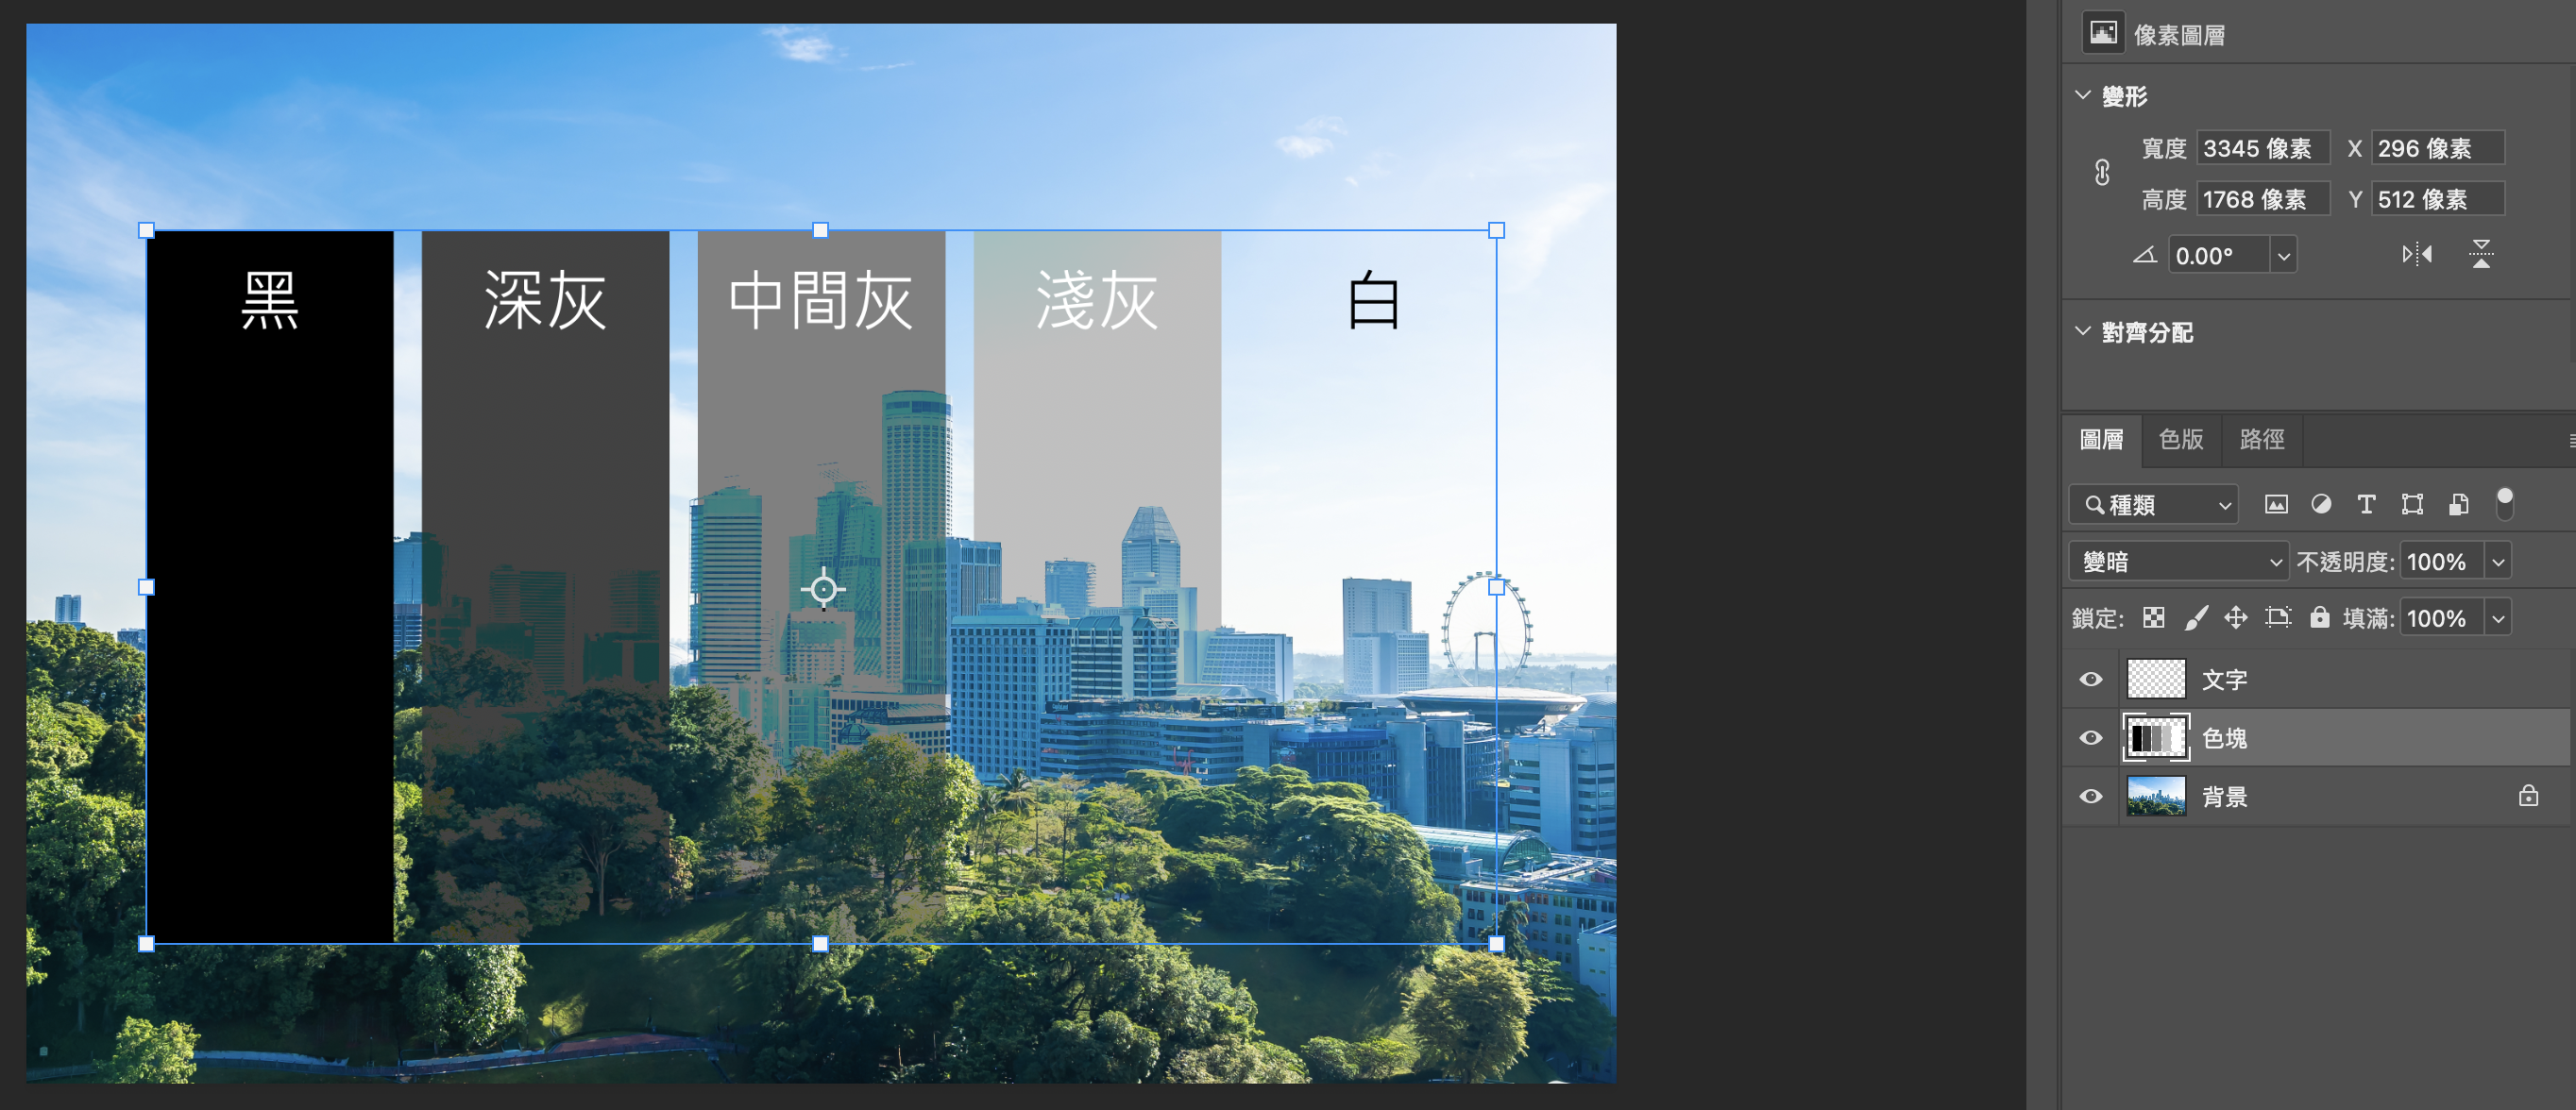 黑
深灰
中間灰
淺灰
白
像素圖層
變形
寬度 3345 像素 X 296 像素
高度 1768 像素 Y 512 像素
0.00°
對齊分配
圖層 色版 路徑
種類
變暗 不透明度: 100%
鎖定: 填滿: 100%
文字
色塊
背景